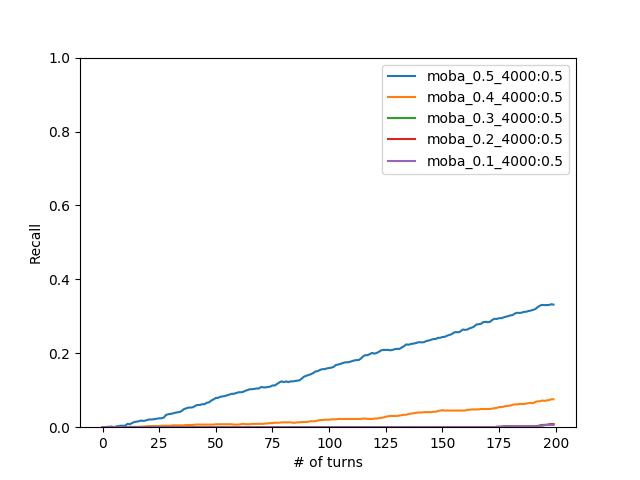 1.0
0.8
0.6
0.4
0.2
0.0
Recall
0 25 50 75 100 125 150 175 200
# of turns
moba_0.5_4000:0.5
moba_0.4_4000:0.5
moba_0.3_4000:0.5
moba_0.2_4000:0.5
moba_0.1_4000:0.5